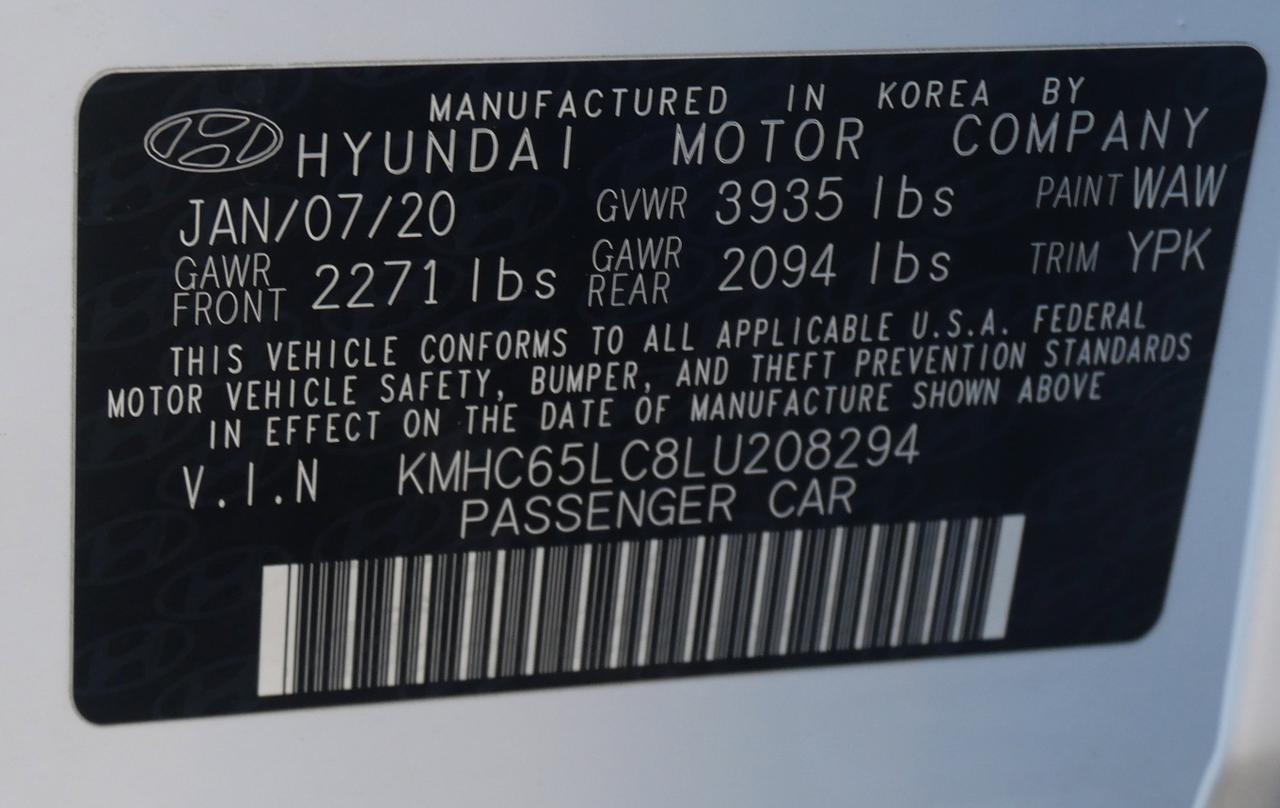 MANUFACTURED IN KOREA BY
HYUNDAI MOTOR COMPANY
JAN/07/20 GVWR 3935 lbs PAINT WAW
GAWR FRONT 2271 lbs GAWR REAR 2094 lbs TRIM YPK
THIS VEHICLE CONFORMS TO ALL APPLICABLE U.S.A. FEDERAL
MOTOR VEHICLE SAFETY, BUMPER, AND THEFT PREVENTION STANDARDS
IN EFFECT ON THE DATE OF MANUFACTURE SHOWN ABOVE
V.I.N KMHC65LC8LU208294
PASSENGER CAR